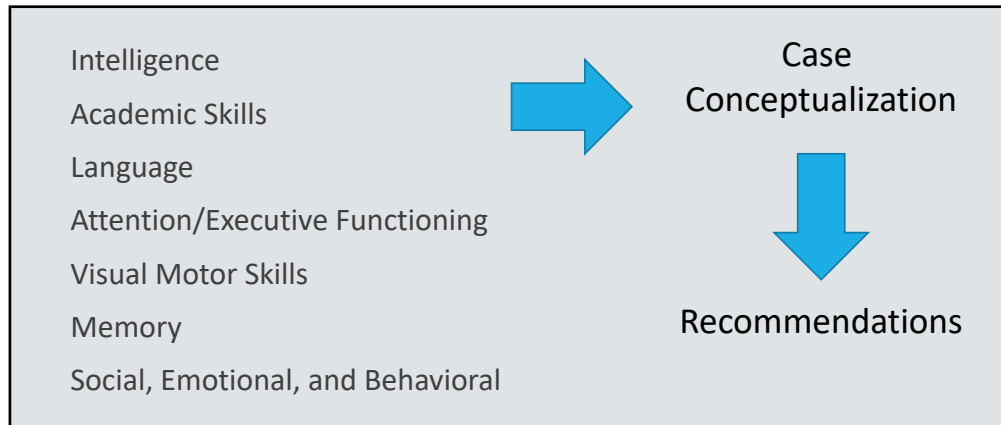 Intelligence
Academic Skills
Language
Attention/Executive Functioning
Visual Motor Skills
Memory
Social, Emotional, and Behavioral
Case
Conceptualization
Recommendations